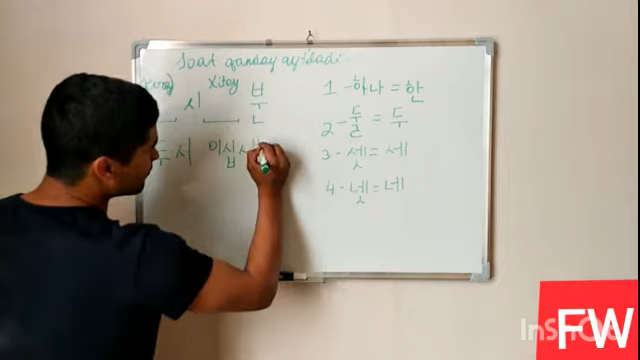 Soat qanday aytiladi
Xitoy
시 분
두 시 이십
1 - 하나 = 한
2 - 둘 = 두
3 - 셋 = 세
4 - 넷 = 네
FW
InShOt